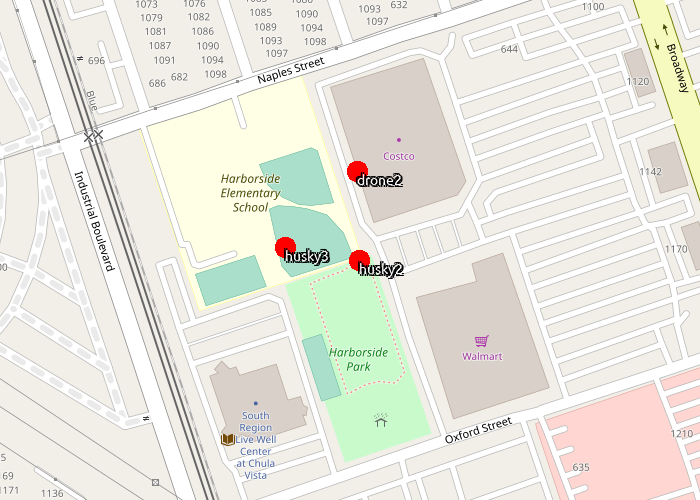 1073
1079
1081
1087
1091
1076
1082
1086
1090
1094
1098
1085
1089
1093
1097
1090
1094
1098
1093
1097
632
1100
696
686
682
644
Naples Street
Broadway
1120
1142
1170
Blue
Industrial Boulevard
Costco
Harborside
Elementary
School
drone2
husky3
husky2
Harborside
Park
Walmart
South
Region
Live Well
Center
at Chula
Vista
Oxford Street
635
1210
00
5
169
1171
1136